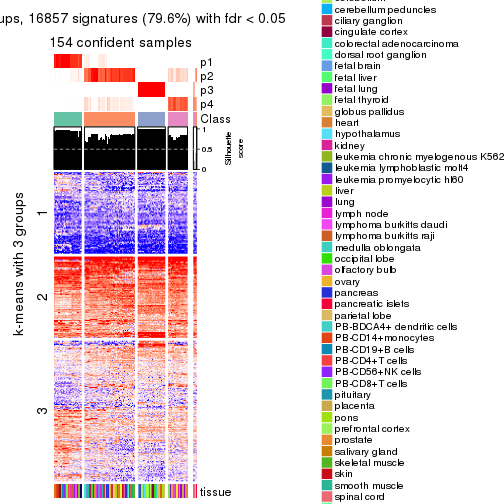 ups, 16857 signatures (79.6%) with fdr < 0.05
154 confident samples
p1
p2
p3
p4
Class
1
0.5
0
Silhouette
score
k-means with 3 groups
1
2
3
tissue
cerebellum peduncles
ciliary ganglion
cingulate cortex
colorectal adenocarcinoma
dorsal root ganglion
fetal brain
fetal liver
fetal lung
fetal thyroid
globus pallidus
heart
hypothalamus
kidney
leukemia chronic myelogenous K562
leukemia lymphoblastic molt4
leukemia promyelocytic hl60
liver
lung
lymph node
lymphoma burkitts daudi
lymphoma burkitts raji
medulla oblongata
occipital lobe
olfactory bulb
ovary
pancreas
pancreatic islets
parietal lobe
PB-BDCA4+ dendritic cells
PB-CD14+monocytes
PB-CD19+B cells
PB-CD4+T cells
PB-CD56+NK cells
PB-CD8+T cells
pituitary
placenta
pons
prefrontal cortex
prostate
salivary gland
skeletal muscle
skin
smooth muscle
spinal cord